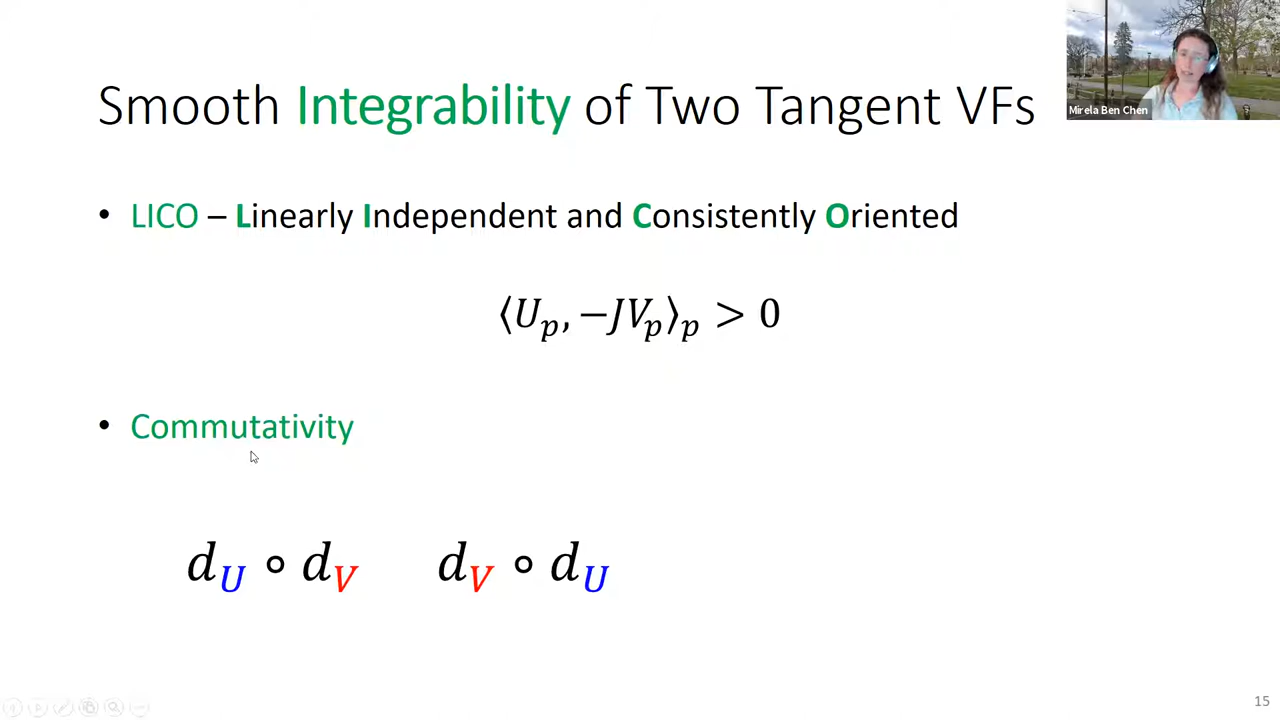 Mirela Ben Chen
Smooth Integrability of Two Tangent VFs
• LICO – Linearly Independent and Consistently Oriented
⟨U_p, −JV_p⟩_p > 0
• Commutativity
d_U ∘ d_V d_V ∘ d_U
15